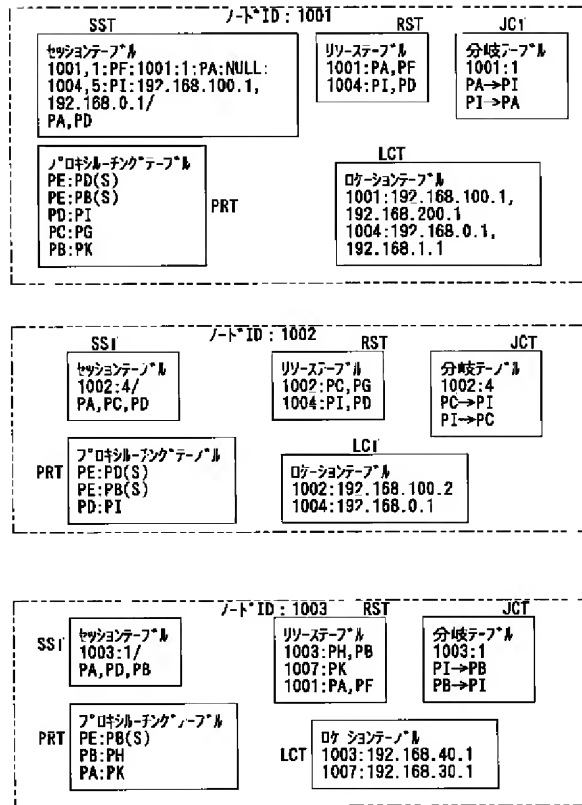 ノードID：1001
SST
セッションテーブル
1001,1:PF:1001:1:PA:NULL:
1004,5:PI:192.168.100.1,
192.168.0.1/
PA,PD
RST
リソーステーブル
1001:PA,PF
1004:PI,PD
JCT
分岐テーブル
1001:1
PA→PI
PI→PA
プロキシルーチングテーブル
PE:PD(S)
PE:PB(S)
PD:PI
PC:PG
PB:PK
PRT
LCT
ロケーションテーブル
1001:192.168.100.1,
192.168.200.1
1004:192.168.0.1,
192.168.1.1
ノードID：1002
SST
セッションテーブル
1002:4/
PA,PC,PD
RST
リソーステーブル
1002:PC,PG
1004:PI,PD
JCT
分岐テーブル
1002:4
PC→PI
PI→PC
PRT
プロキシルーチングテーブル
PE:PD(S)
PE:PB(S)
PD:PI
LCT
ロケーションテーブル
1002:192.168.100.2
1004:192.168.0.1
ノードID：1003
SST
セッションテーブル
1003:1/
PA,PD,PB
RST
リソーステーブル
1003:PH,PB
1007:PK
1001:PA,PF
JCT
分岐テーブル
1003:1
PI→PB
PB→PI
PRT
プロキシルーチングテーブル
PE:PB(S)
PB:PH
PA:PK
LCT
ロケーションテーブル
1003:192.168.40.1
1007:192.168.30.1